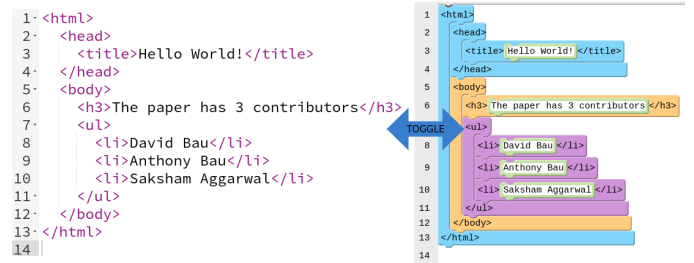 1 <html>
2 <head>
3 <title>Hello World!</title>
4 </head>
5 <body>
6 <h3>The paper has 3 contributors</h3>
7 <ul>
8 <li>David Bau</li>
9 <li>Anthony Bau</li>
10 <li>Saksham Aggarwal</li>
11 </ul>
12 </body>
13 </html>
14
TOGGLE
1 <html>
2 <head>
3 <title> Hello World! </title>
4 </head>
5 <body>
6 <h3> The paper has 3 contributors </h3>
7 <ul>
8 <li> David Bau </li>
9 <li> Anthony Bau </li>
10 <li> Saksham Aggarwal </li>
11 </ul>
12 </body>
13 </html>
14